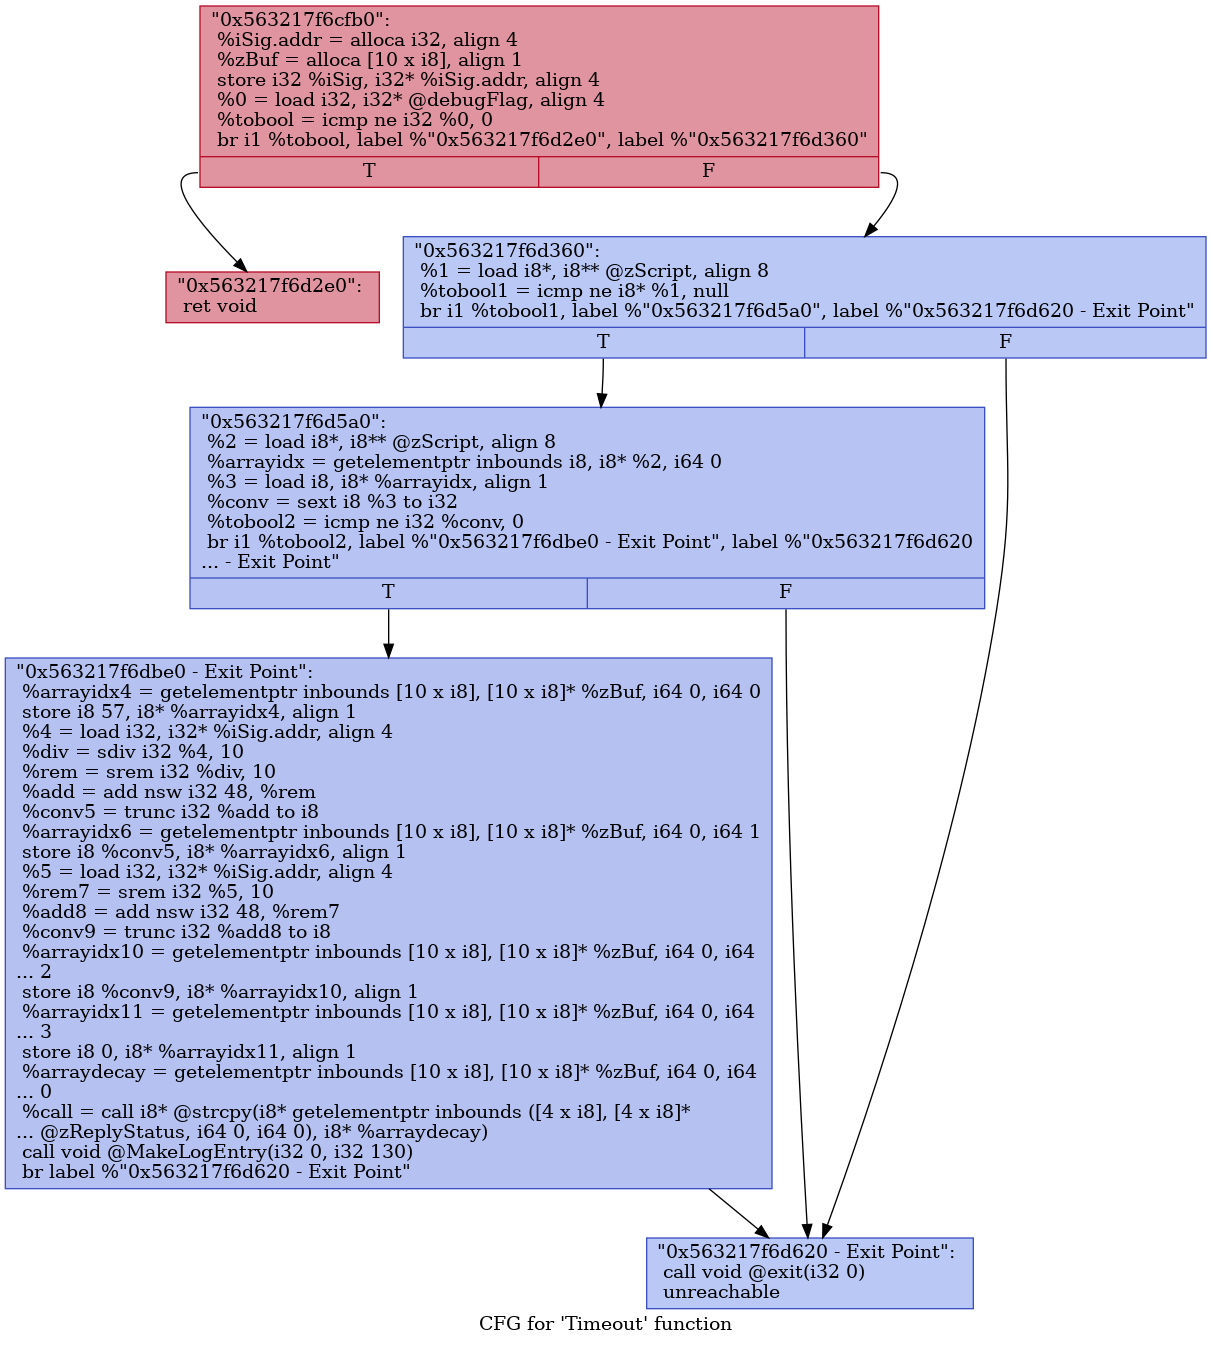 "0x563217f6cfb0":
%iSig.addr = alloca i32, align 4
%zBuf = alloca [10 x i8], align 1
store i32 %iSig, i32* %iSig.addr, align 4
%0 = load i32, i32* @debugFlag, align 4
%tobool = icmp ne i32 %0, 0
br i1 %tobool, label %"0x563217f6d2e0", label %"0x563217f6d360"
T
F
"0x563217f6d2e0":
ret void
"0x563217f6d360":
%1 = load i8*, i8** @zScript, align 8
%tobool1 = icmp ne i8* %1, null
br i1 %tobool1, label %"0x563217f6d5a0", label %"0x563217f6d620 - Exit Point"
T
F
"0x563217f6d5a0":
%2 = load i8*, i8** @zScript, align 8
%arrayidx = getelementptr inbounds i8, i8* %2, i64 0
%3 = load i8, i8* %arrayidx, align 1
%conv = sext i8 %3 to i32
%tobool2 = icmp ne i32 %conv, 0
br i1 %tobool2, label %"0x563217f6dbe0 - Exit Point", label %"0x563217f6d620
... - Exit Point"
T
F
"0x563217f6dbe0 - Exit Point":
%arrayidx4 = getelementptr inbounds [10 x i8], [10 x i8]* %zBuf, i64 0, i64 0
store i8 57, i8* %arrayidx4, align 1
%4 = load i32, i32* %iSig.addr, align 4
%div = sdiv i32 %4, 10
%rem = srem i32 %div, 10
%add = add nsw i32 48, %rem
%conv5 = trunc i32 %add to i8
%arrayidx6 = getelementptr inbounds [10 x i8], [10 x i8]* %zBuf, i64 0, i64 1
store i8 %conv5, i8* %arrayidx6, align 1
%5 = load i32, i32* %iSig.addr, align 4
%rem7 = srem i32 %5, 10
%add8 = add nsw i32 48, %rem7
%conv9 = trunc i32 %add8 to i8
%arrayidx10 = getelementptr inbounds [10 x i8], [10 x i8]* %zBuf, i64 0, i64
... 2
store i8 %conv9, i8* %arrayidx10, align 1
%arrayidx11 = getelementptr inbounds [10 x i8], [10 x i8]* %zBuf, i64 0, i64
... 3
store i8 0, i8* %arrayidx11, align 1
%arraydecay = getelementptr inbounds [10 x i8], [10 x i8]* %zBuf, i64 0, i64
... 0
%call = call i8* @strcpy(i8* getelementptr inbounds ([4 x i8], [4 x i8]*
... @zReplyStatus, i64 0, i64 0), i8* %arraydecay)
call void @MakeLogEntry(i32 0, i32 130)
br label %"0x563217f6d620 - Exit Point"
"0x563217f6d620 - Exit Point":
call void @exit(i32 0)
unreachable
CFG for 'Timeout' function